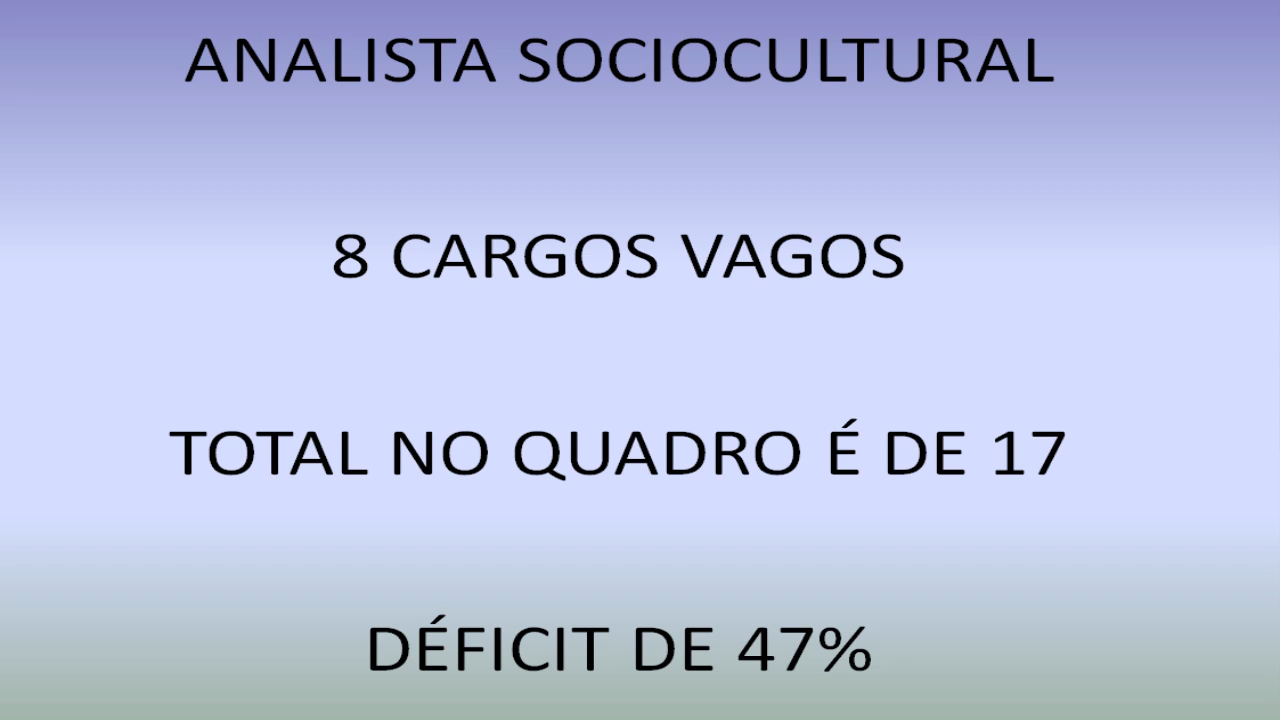 ANALISTA SOCIOCULTURAL
8 CARGOS VAGOS
TOTAL NO QUADRO É DE 17
DÉFICIT DE 47%